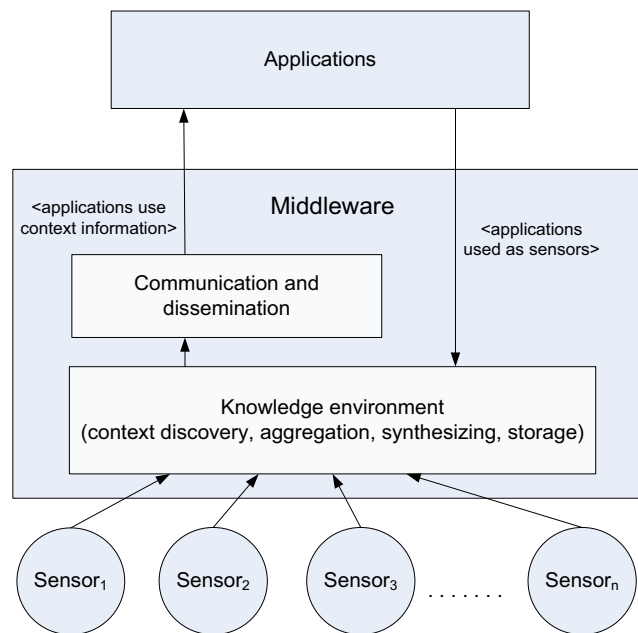 Applications
<applications use
context information>
Middleware
<applications
used as sensors>
Communication and
dissemination
Knowledge environment
(context discovery, aggregation, synthesizing, storage)
Sensor1
Sensor2
Sensor3
. . . . . . .
Sensorn